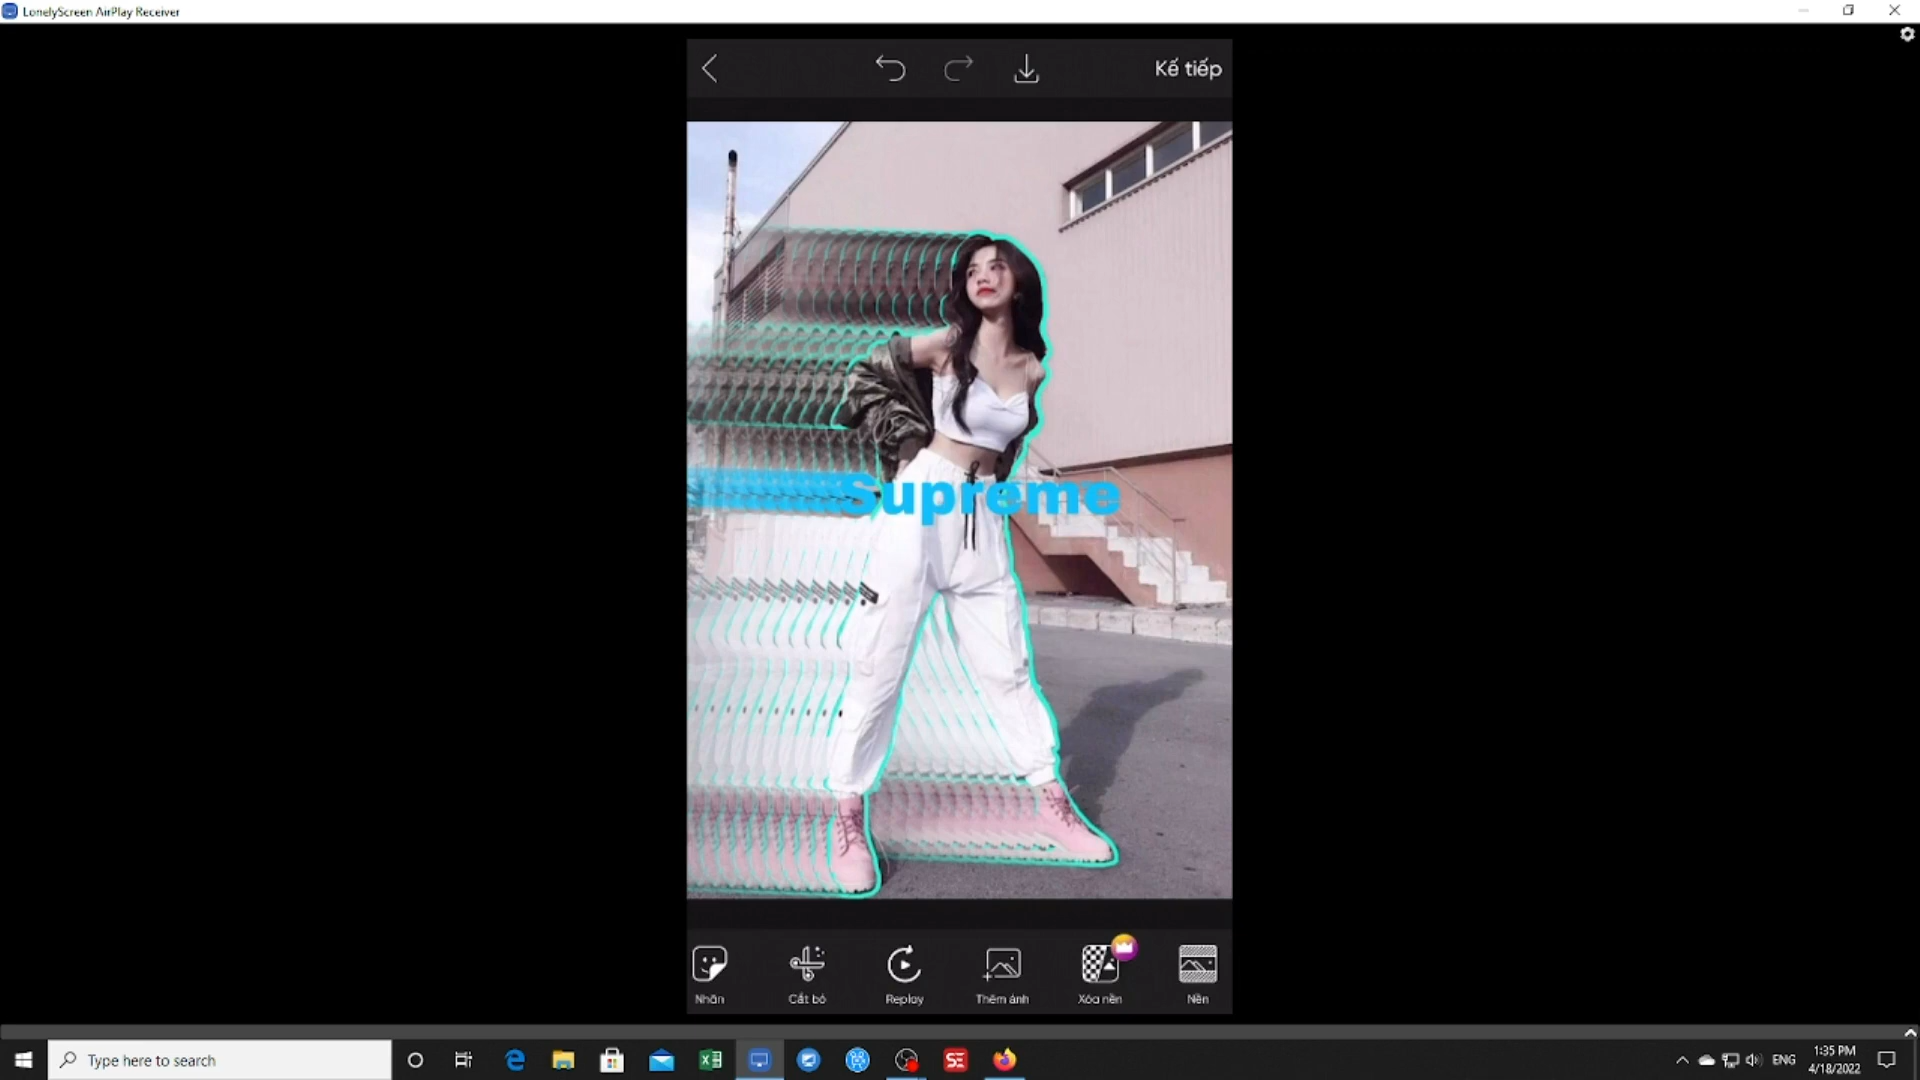 LonelyScreen AirPlay Receiver
Kế tiếp
Supreme
Nhãn
Cắt bỏ
Replay
Thêm ảnh
Xóa nền
Nền
Type here to search
ENG
1:35 PM
4/18/2022